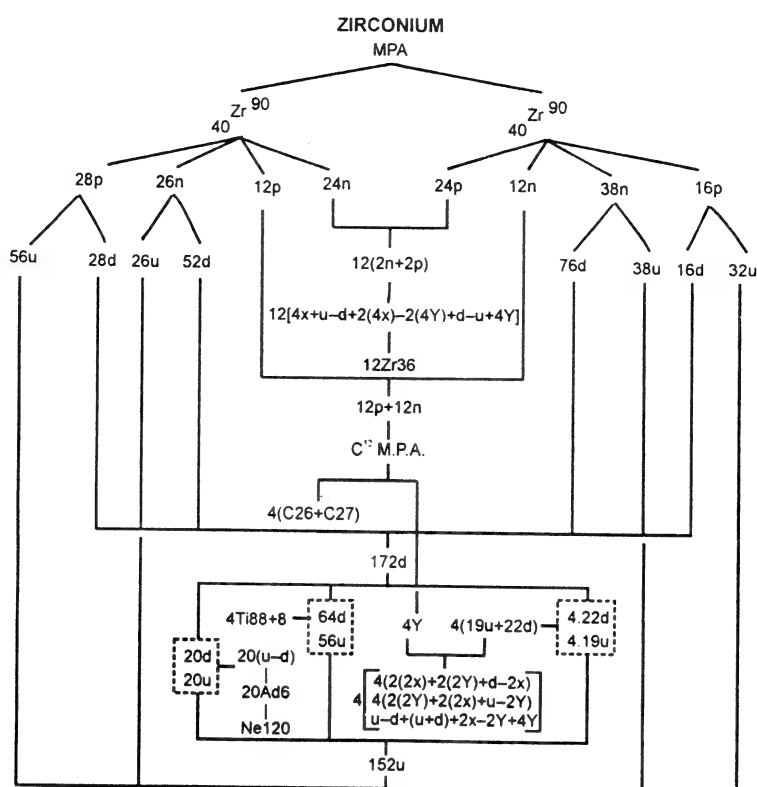 ZIRCONIUM
MPA
40 Zr 90 40 Zr 90
28p 26n 12p 24n 24p 12n 38n 16p
56u 28d 26u 52d 12(2n+2p) 76d 38u 16d 32u
12[4x+u–d+2(4x)–2(4Y)+d–u+4Y]
12Zr36
12p+12n
C M.P.A.
4(C26+C27)
172d
4Ti88+8 64d 4Y 4(19u+22d) 4.22d
56u 4.19u
20d 20(u–d)
20u 20Ad6
Ne120
4(2(2x)+2(2Y)+d–2x)
4 4(2(2Y)+2(2x)+u–2Y)
u–d+(u+d)+2x–2Y+4Y
152u